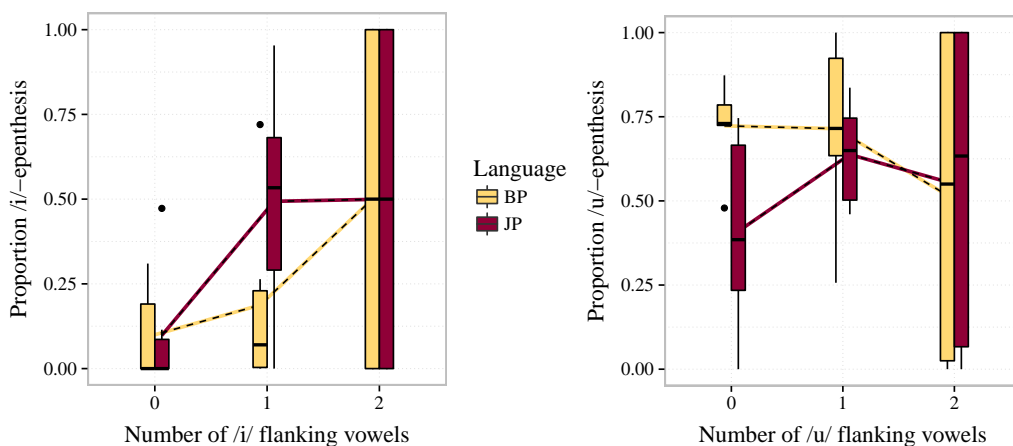 Proportion /i/−epenthesis
1.00
0.75
0.50
0.25
0.00
0
1
2
Number of /i/ flanking vowels
Language
BP
JP
Proportion /u/−epenthesis
1.00
0.75
0.50
0.25
0.00
0
1
2
Number of /u/ flanking vowels